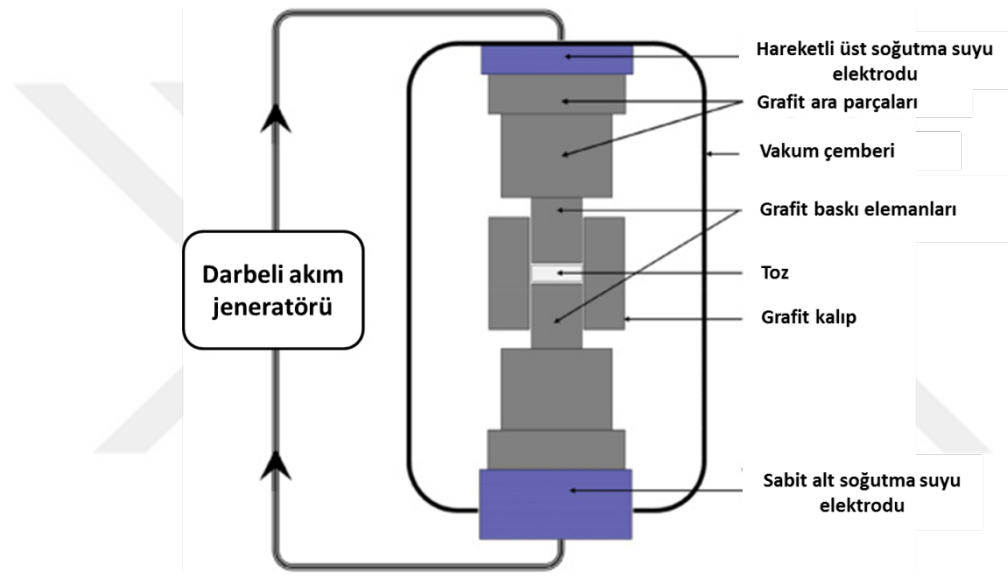 Hareketli üst soğutma suyu
elektrodu
Grafit ara parçaları
Vakum çemberi
Grafit baskı elemanları
Darbeli akım
jeneratörü
Toz
Grafit kalıp
Sabit alt soğutma suyu
elektrodu